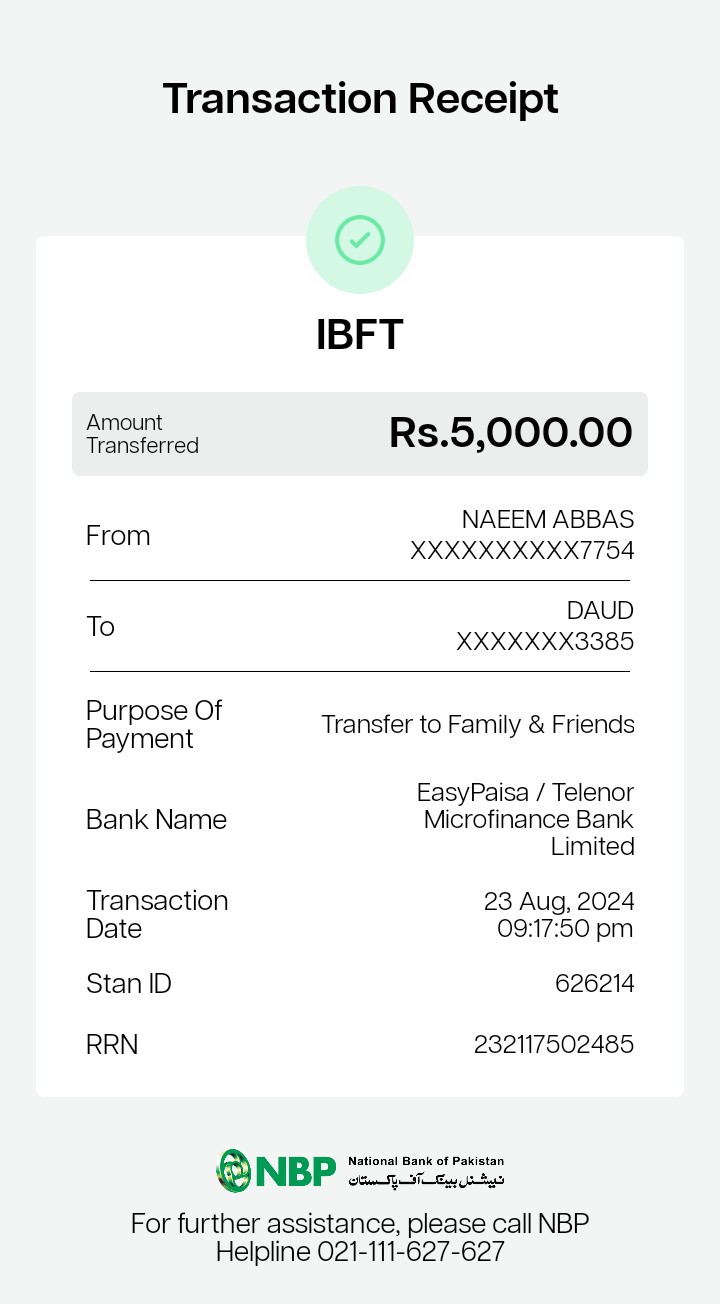 Transaction Receipt
IBFT
Amount
Transferred
Rs.5,000.00
From
NAEEM ABBAS
XXXXXXXXXX7754
To
DAUD
XXXXXXX3385
Purpose Of
Payment
Transfer to Family & Friends
Bank Name
EasyPaisa / Telenor
Microfinance Bank
Limited
Transaction
Date
23 Aug, 2024
09:17:50 pm
Stan ID
626214
RRN
232117502485
NBP
National Bank of Pakistan
نیشنل بینک آف پاکستان
For further assistance, please call NBP
Helpline 021-111-627-627